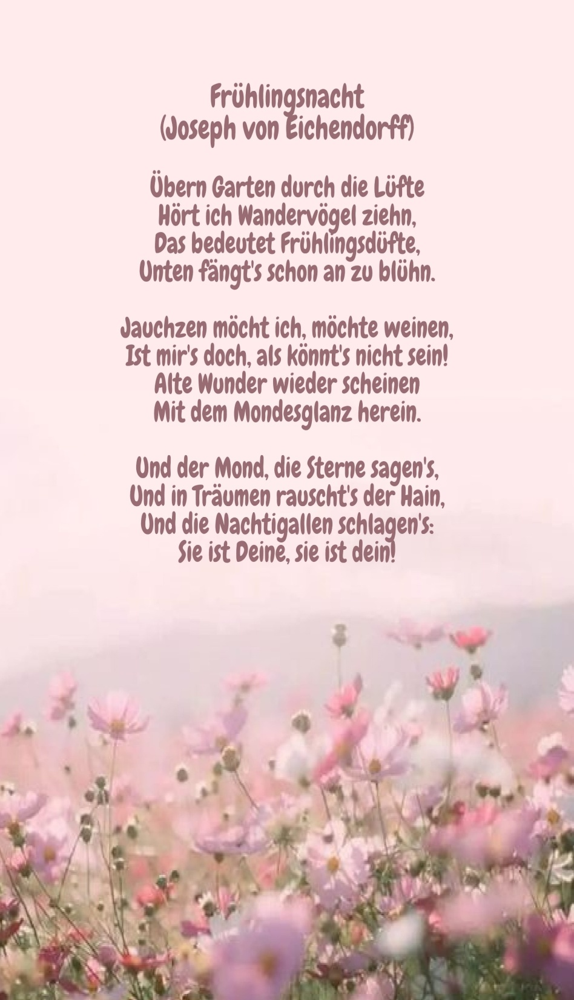 Frühlingsnacht
(Joseph von Eichendorff)
Übern Garten durch die Lüfte
Hört ich Wandervögel ziehn,
Das bedeutet Frühlingsdüfte,
Unten fängt's schon an zu blühn.
Jauchzen möcht ich, möchte weinen,
Ist mir's doch, als könnt's nicht sein!
Alte Wunder wieder scheinen
Mit dem Mondesglanz herein.
Und der Mond, die Sterne sagen's,
Und in Träumen rauscht's der Hain,
Und die Nachtigallen schlagen's:
Sie ist Deine, sie ist dein!